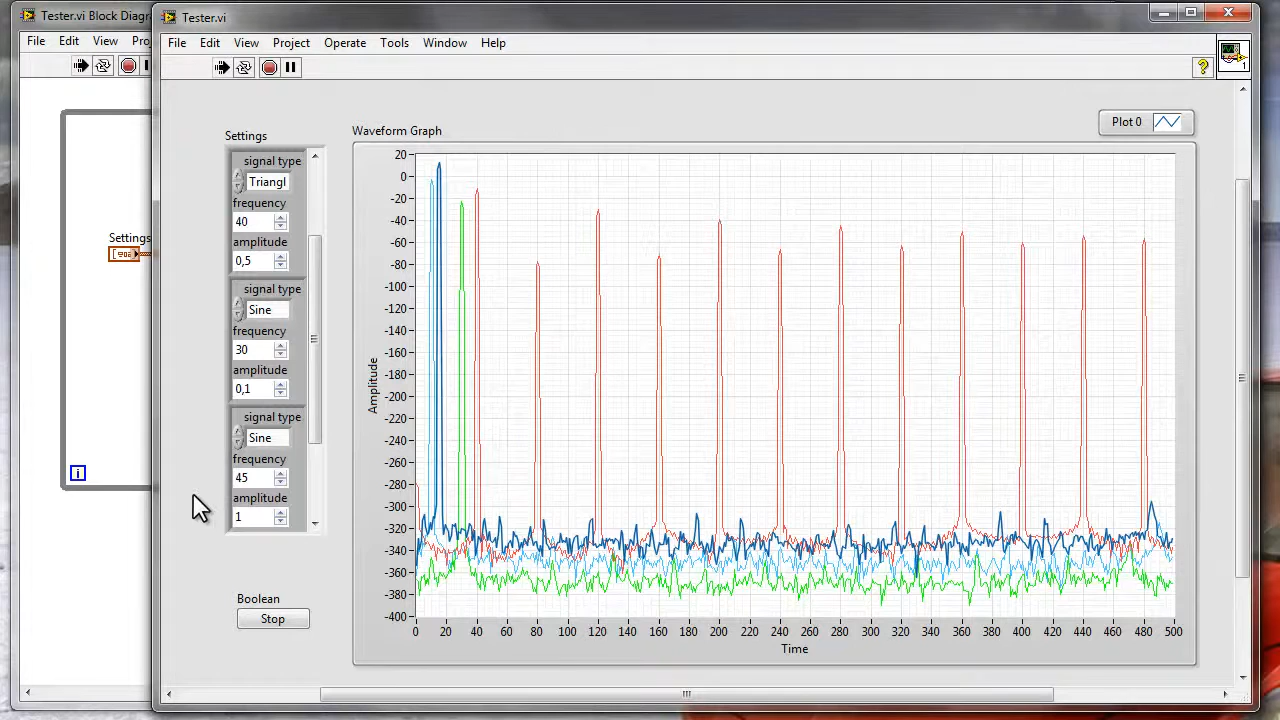 Tester.vi Block Diagra
File Edit View Proj
Settings
i
Tester.vi
File Edit View Project Operate Tools Window Help
?
1
Settings
signal type
Triangl
frequency
40
amplitude
0,5
signal type
Sine
frequency
30
amplitude
0,1
signal type
Sine
frequency
45
amplitude
1
Boolean
Stop
Waveform Graph
Plot 0
Amplitude
20
0
-20
-40
-60
-80
-100
-120
-140
-160
-180
-200
-220
-240
-260
-280
-300
-320
-340
-360
-380
-400
0 20 40 60 80 100 120 140 160 180 200 220 240 260 280 300 320 340 360 380 400 420 440 460 480 500
Time